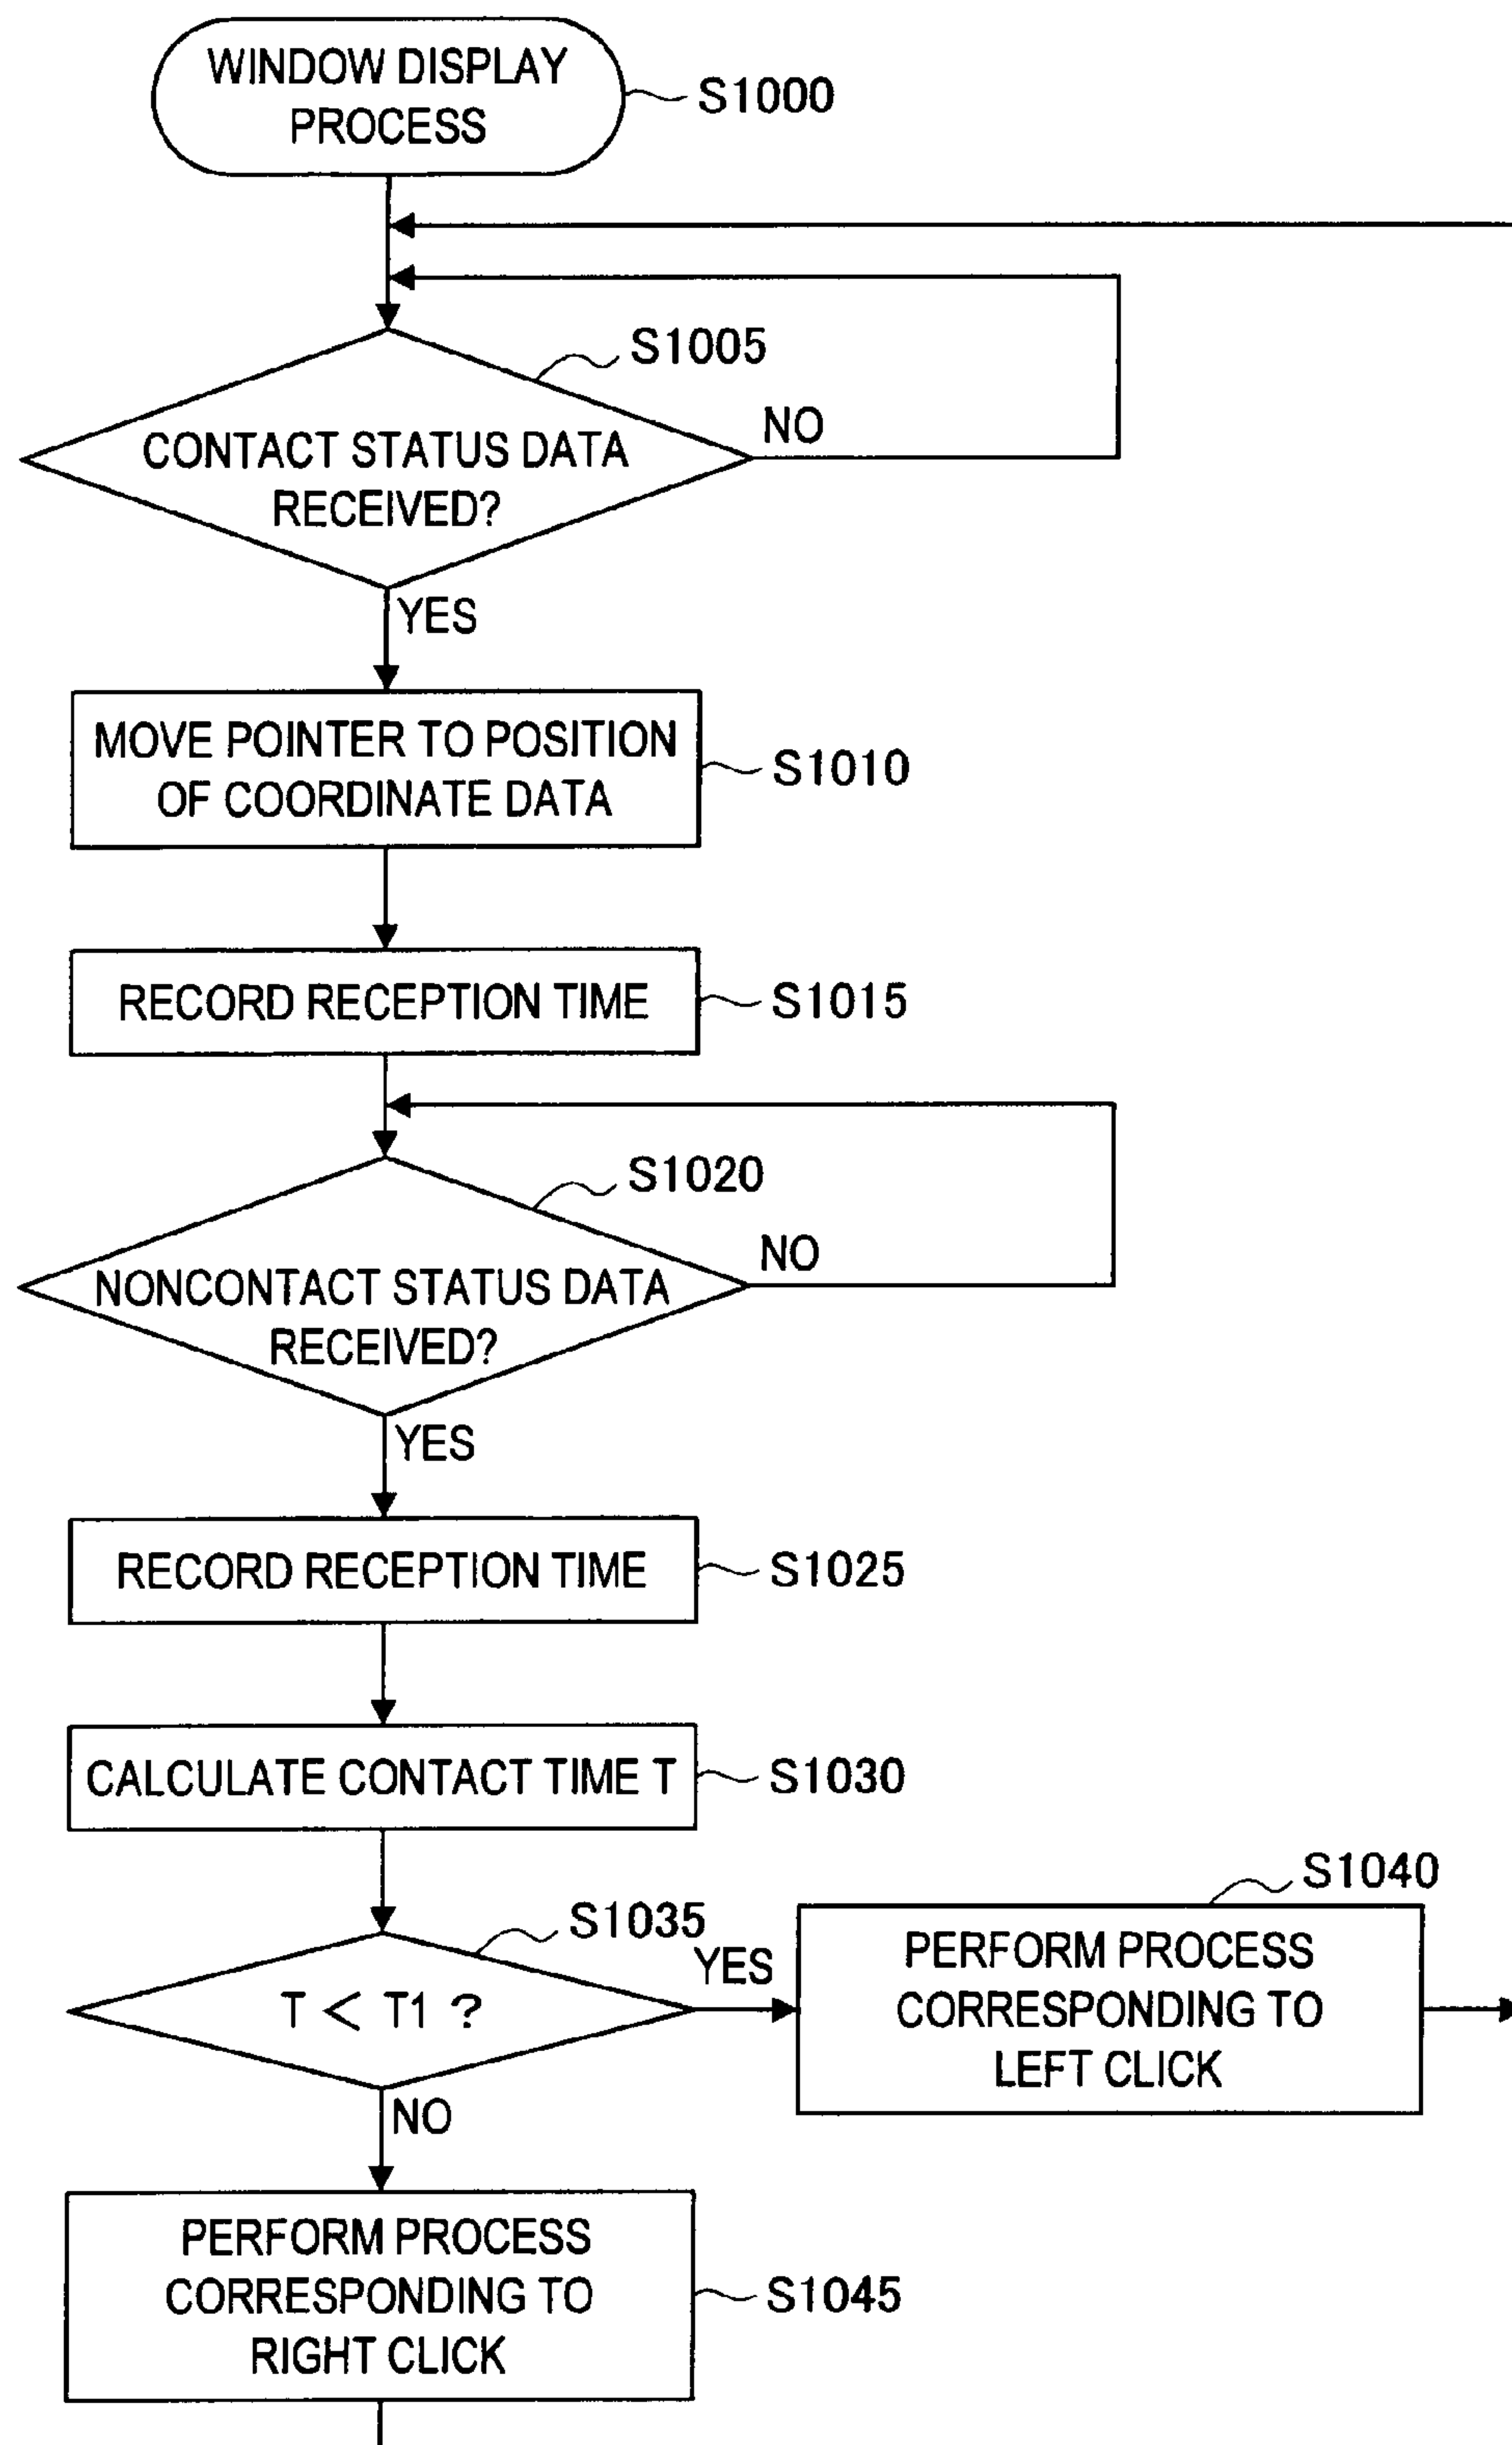 WINDOW DISPLAY
PROCESS
S1000
S1005
CONTACT STATUS DATA
RECEIVED?
NO
YES
MOVE POINTER TO POSITION
OF COORDINATE DATA
S1010
RECORD RECEPTION TIME
S1015
S1020
NONCONTACT STATUS DATA
RECEIVED?
NO
YES
RECORD RECEPTION TIME
S1025
CALCULATE CONTACT TIME T
S1030
S1035
T < T1 ?
YES
S1040
PERFORM PROCESS
CORRESPONDING TO
LEFT CLICK
NO
PERFORM PROCESS
CORRESPONDING TO
RIGHT CLICK
S1045